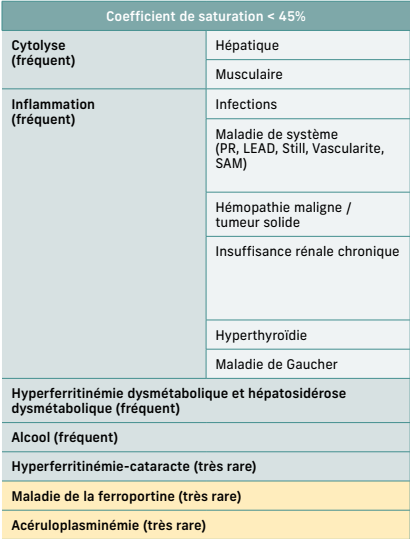 Coefficient de saturation < 45%
Cytolyse
(fréquent)
Hépatique
Musculaire
Inflammation
(fréquent)
Infections
Maladie de système
(PR, LEAD, Still, Vascularite,
SAM)
Hémopathie maligne /
tumeur solide
Insuffisance rénale chronique
Hyperthyroïdie
Maladie de Gaucher
Hyperferritinémie dysmétabolique et hépatosidérose
dysmétabolique (fréquent)
Alcool (fréquent)
Hyperferritinémie-cataracte (très rare)
Maladie de la ferroportine (très rare)
Acéruloplasminémie (très rare)